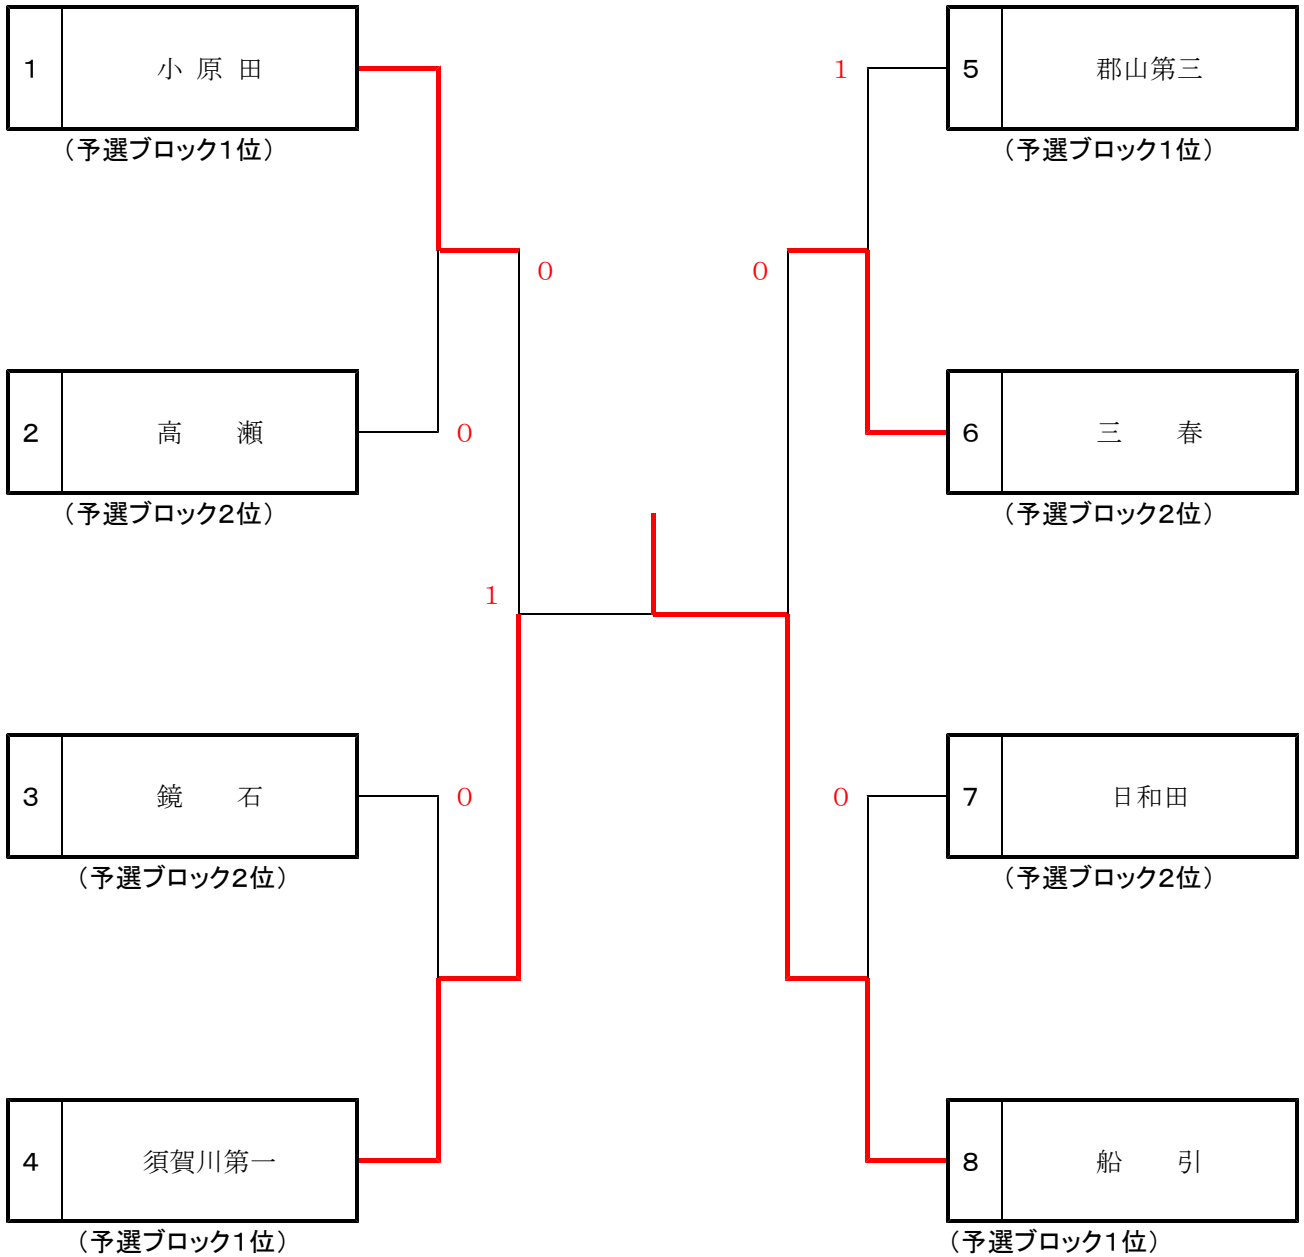 1 小 原 田
（予選ブロック１位）
0
2 高　　瀬
0
（予選ブロック２位）
1
3 鏡　　石
0
（予選ブロック２位）
4 須賀川第一
（予選ブロック１位）
1
5 郡山第三
（予選ブロック１位）
0
6 三　　春
（予選ブロック２位）
0
7 日和田
（予選ブロック２位）
8 船　　引
（予選ブロック１位）